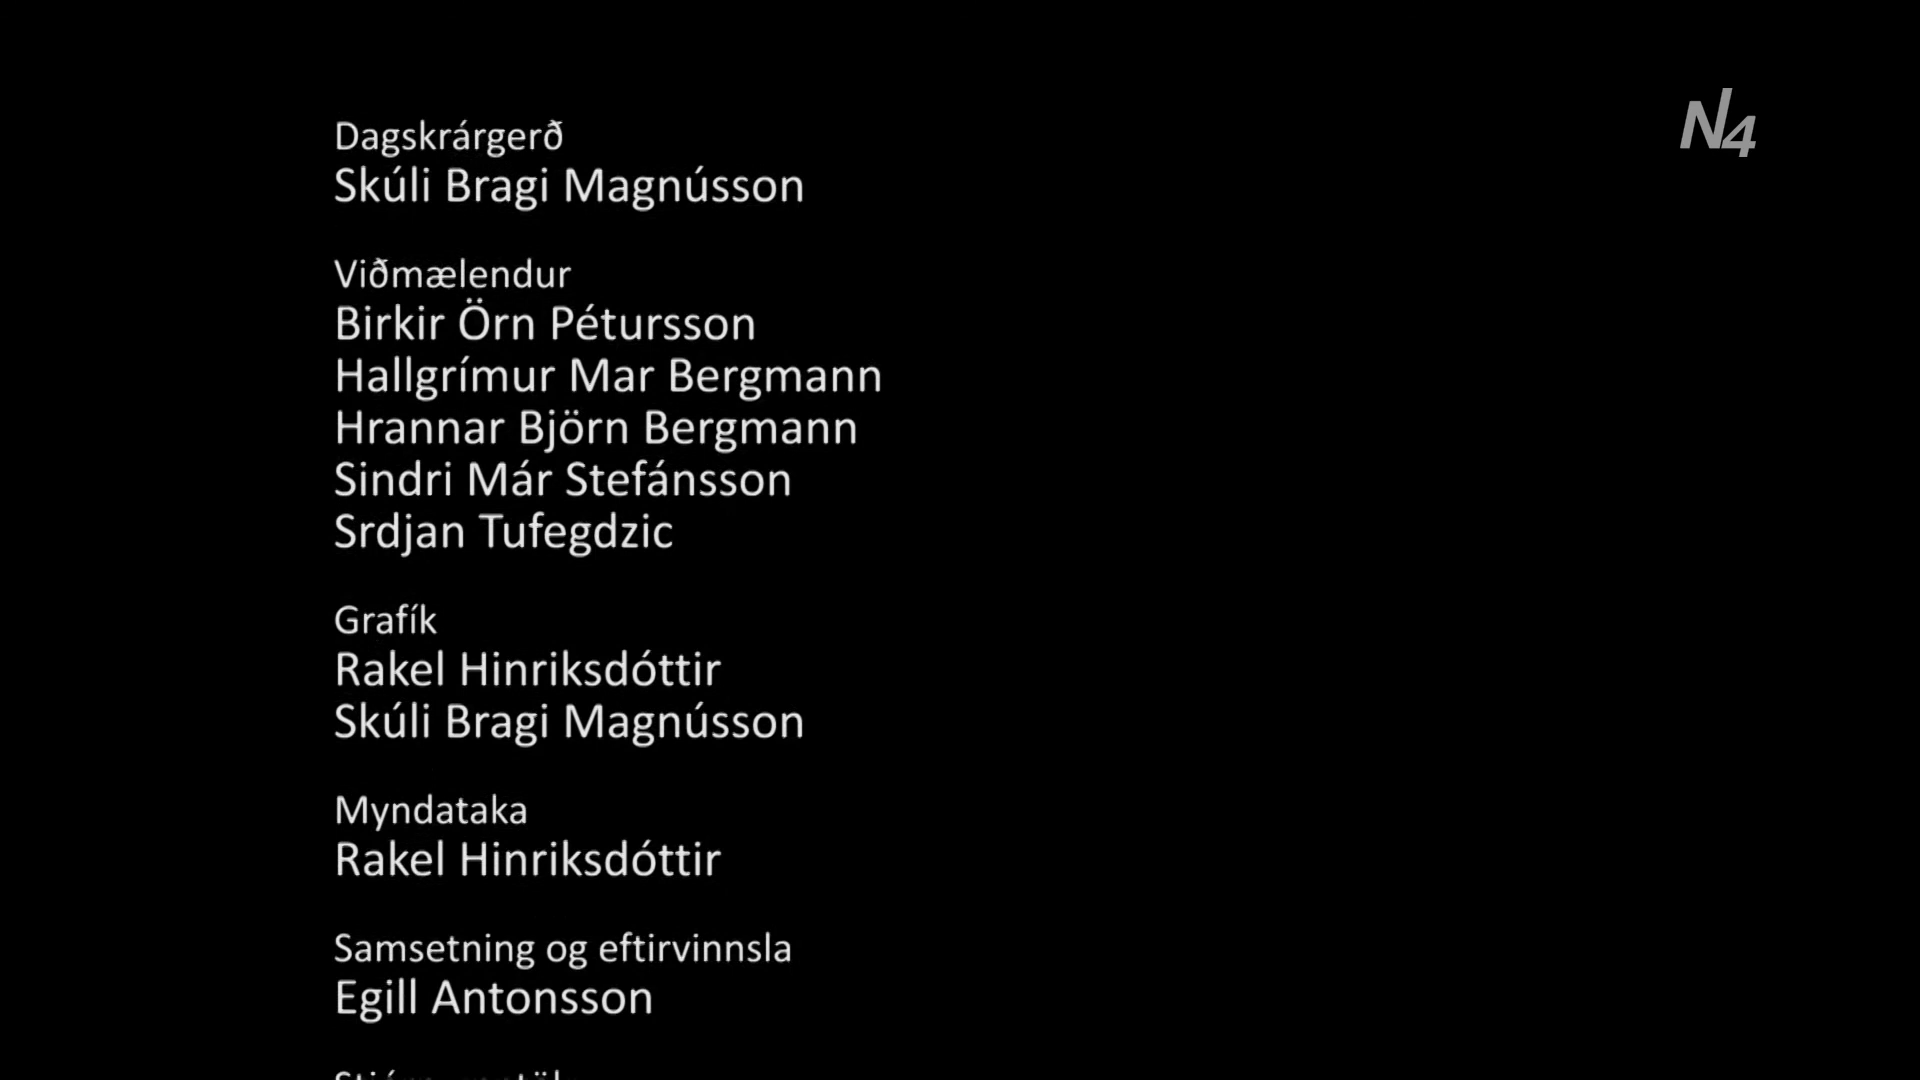 N4
Dagskrárgerð
Skúli Bragi Magnússon
Viðmælendur
Birkir Örn Pétursson
Hallgrímur Mar Bergmann
Hrannar Björn Bergmann
Sindri Már Stefánsson
Srdjan Tufegdzic
Grafík
Rakel Hinriksdóttir
Skúli Bragi Magnússon
Myndataka
Rakel Hinriksdóttir
Samsetning og eftirvinnsla
Egill Antonsson